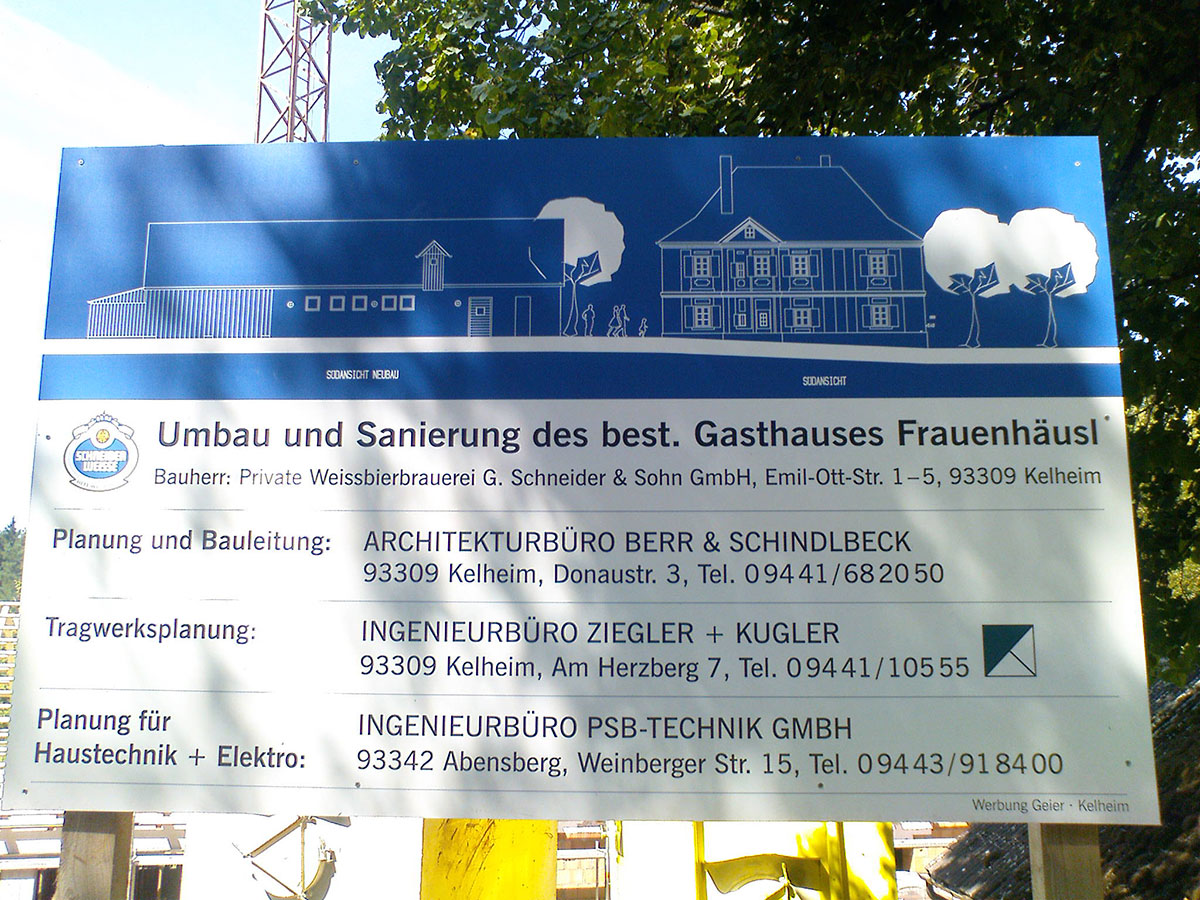 SÜDANSICHT NEUBAU
SÜDANSICHT
SCHNEIDER
WEISSE
Umbau und Sanierung des best. Gasthauses Frauenhäusl
Bauherr: Private Weissbierbrauerei G. Schneider & Sohn GmbH, Emil-Ott-Str. 1–5, 93309 Kelheim
Planung und Bauleitung:
ARCHITEKTURBÜRO BERR & SCHINDLBECK
93309 Kelheim, Donaustr. 3, Tel. 09441/682050
Tragwerksplanung:
INGENIEURBÜRO ZIEGLER + KUGLER
93309 Kelheim, Am Herzberg 7, Tel. 09441/10555
Planung für
Haustechnik + Elektro:
INGENIEURBÜRO PSB-TECHNIK GMBH
93342 Abensberg, Weinberger Str. 15, Tel. 09443/918400
Werbung Geier · Kelheim